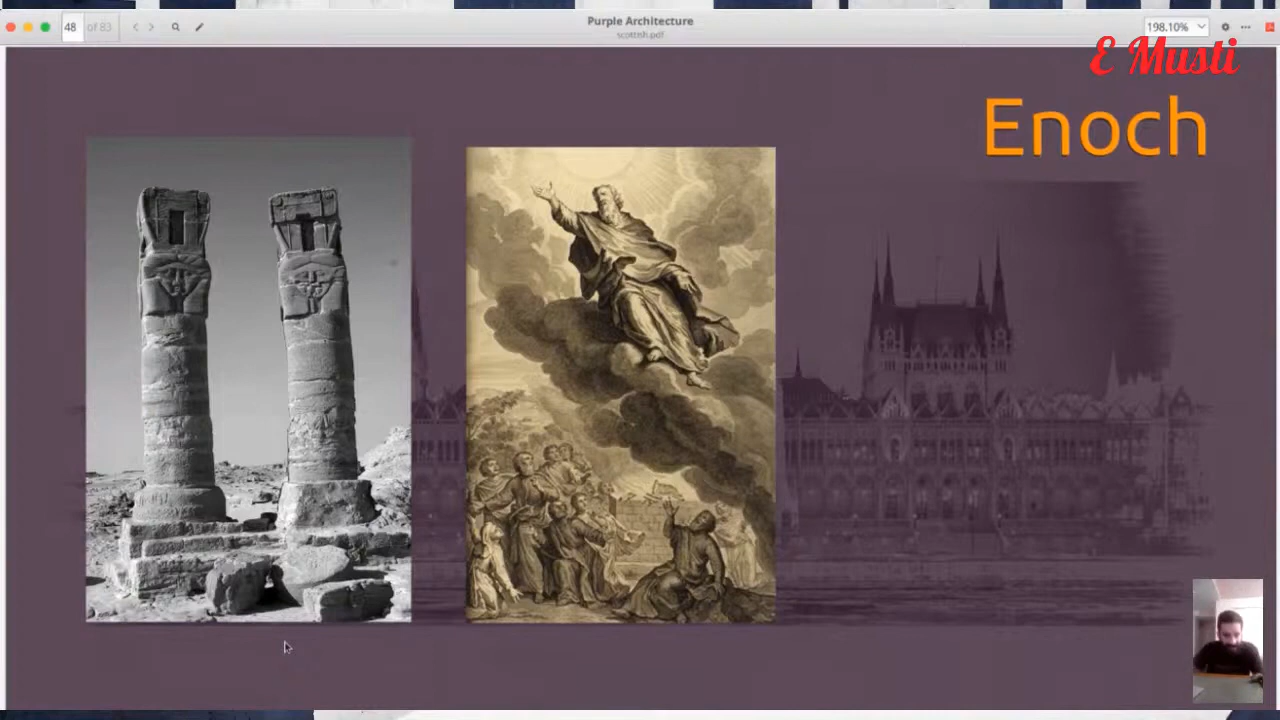 48 of 83
Purple Architecture
scottish.pdf
198.10%
E Musti
Enoch